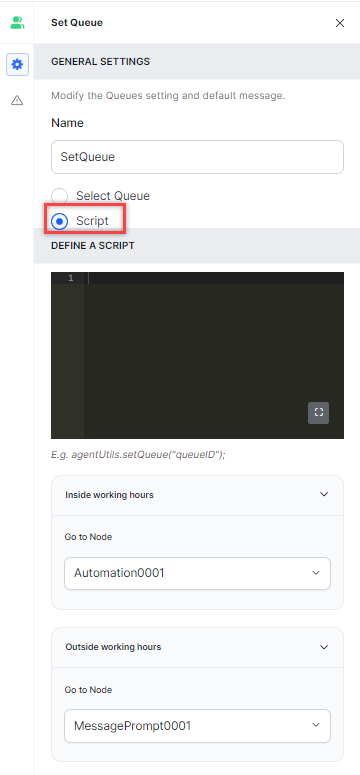 Set Queue
GENERAL SETTINGS
Modify the Queues setting and default message.
Name
SetQueue
Select Queue
Script
DEFINE A SCRIPT
1
E.g. agentUtils.setQueue("queueID");
Inside working hours
Go to Node
Automation0001
Outside working hours
Go to Node
MessagePrompt0001